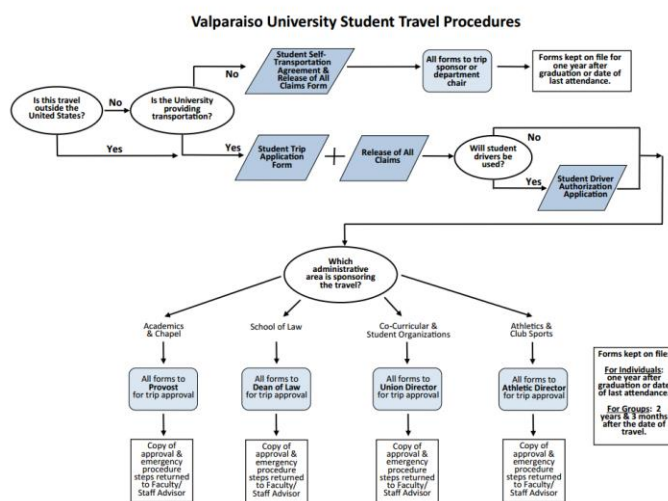 Valparaiso University Student Travel Procedures
Student Self-
Transportation
Agreement &
Release of All
Claims Form
All forms to trip
sponsor or
department
chair
Forms kept on file for
one year after
graduation or date of
last attendance.
No
Is this travel
outside the
United States?
No
Is the University
providing
transportation?
Yes
Yes
Student Trip
Application
Form
Release of All
Claims
Will student
drivers be
used?
No
Yes
Student Driver
Authorization
Application
Which
administrative
area is sponsoring
the travel?
Academics
& Chapel
School of Law
Co-Curricular &
Student Organizations
Athletics &
Club Sports
All forms to
Provost
for trip approval
All forms to
Dean of Law
for trip approval
All forms to
Union Director
for trip approval
All forms to
Athletic Director
for trip approval
Copy of
approval &
emergency
procedure
steps returned
to Faculty/
Staff Advisor
Copy of
approval &
emergency
procedure
steps returned
to Faculty/
Staff Advisor
Copy of
approval &
emergency
procedure
steps returned
to Faculty/
Staff Advisor
Copy of
approval &
emergency
procedure
steps returned
to Faculty/
Staff Advisor
Forms kept on file:
For Individuals:
one year after
graduation or date
of last attendance.
For Groups: 2
years & 3 months
after the date of
travel.